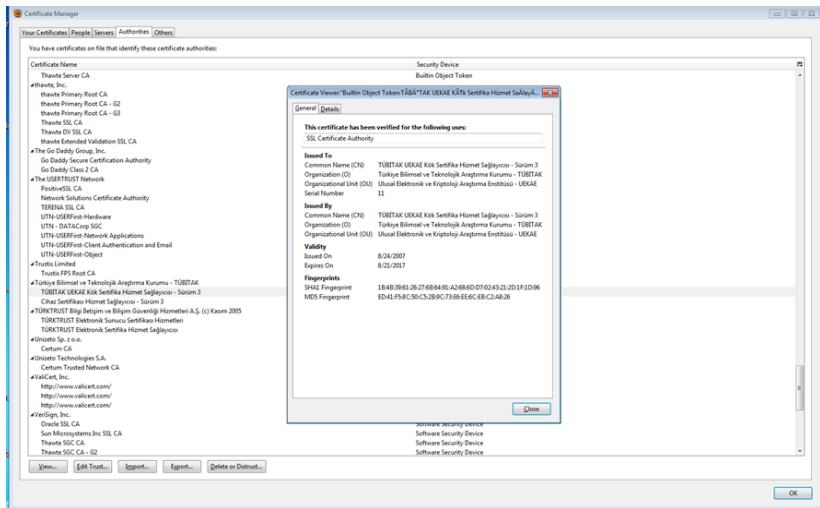 Certificate Manager
Your Certificates People Servers Authorities Others
You have certificates on file that identify these certificate authorities:
Certificate Name Security Device
Thawte Server CA Builtin Object Token
thawte, Inc.
thawte Primary Root CA
thawte Primary Root CA - G2
thawte Primary Root CA - G3
Thawte SSL CA
Thawte DV SSL CA
thawte Extended Validation SSL CA
The Go Daddy Group, Inc.
Go Daddy Secure Certification Authority
Go Daddy Class 2 CA
The USERTRUST Network
PositiveSSL CA
Network Solutions Certificate Authority
TERENA SSL CA
UTN-USERFirst-Hardware
UTN - DATACorp SGC
UTN-USERFirst-Network Applications
UTN-USERFirst-Client Authentication and Email
UTN-USERFirst-Object
Trustis Limited
Trustis FPS Root CA
Türkiye Bilimsel ve Teknolojik Araştırma Kurumu - TÜBİTAK
TÜBİTAK UEKAE Kök Sertifika Hizmet Sağlayıcısı - Sürüm 3
Cihaz Sertifikası Hizmet Sağlayıcısı - Sürüm 3
TÜRKTRUST Bilgi İletişim ve Bilişim Güvenliği Hizmetleri A.Ş. (c) Kasım 2005
TÜRKTRUST Elektronik Sunucu Sertifikası Hizmetleri
TÜRKTRUST Elektronik Sertifika Hizmet Sağlayıcısı
Unizeto Sp. z o.o.
Certum CA
Unizeto Technologies S.A.
Certum Trusted Network CA
ValiCert, Inc.
http://www.valicert.com/
http://www.valicert.com/
http://www.valicert.com/
VeriSign, Inc.
Oracle SSL CA Software Security Device
Sun Microsystems Inc SSL CA Software Security Device
Thawte SGC CA Software Security Device
Thawte SGC CA - G2 Software Security Device
View... Edit Trust... Import... Export... Delete or Distrust...
OK
Certificate Viewer:"Builtin Object Token:
General Details
This certificate has been verified for the following uses:
SSL Certificate Authority
Issued To
Common Name (CN) TÜBİTAK UEKAE Kök Sertifika Hizmet Sağlayıcısı - Sürüm 3
Organization (O) Türkiye Bilimsel ve Teknolojik Araştırma Kurumu - TÜBİTAK
Organizational Unit (OU) Ulusal Elektronik ve Kriptoloji Araştırma Enstitüsü - UEKAE
Serial Number 11
Issued By
Common Name (CN) TÜBİTAK UEKAE Kök Sertifika Hizmet Sağlayıcısı - Sürüm 3
Organization (O) Türkiye Bilimsel ve Teknolojik Araştırma Kurumu - TÜBİTAK
Organizational Unit (OU) Ulusal Elektronik ve Kriptoloji Araştırma Enstitüsü - UEKAE
Validity
Issued On 8/24/2007
Expires On 8/21/2017
Fingerprints
SHA1 Fingerprint 1B:4B:39:61:26:27:6B:64:91:A2:68:6D:D7:02:43:21:2D:1F:1D:96
MD5 Fingerprint ED:41:F5:8C:50:C5:2B:9C:73:E6:EE:6C:EB:C2:A8:26
Close